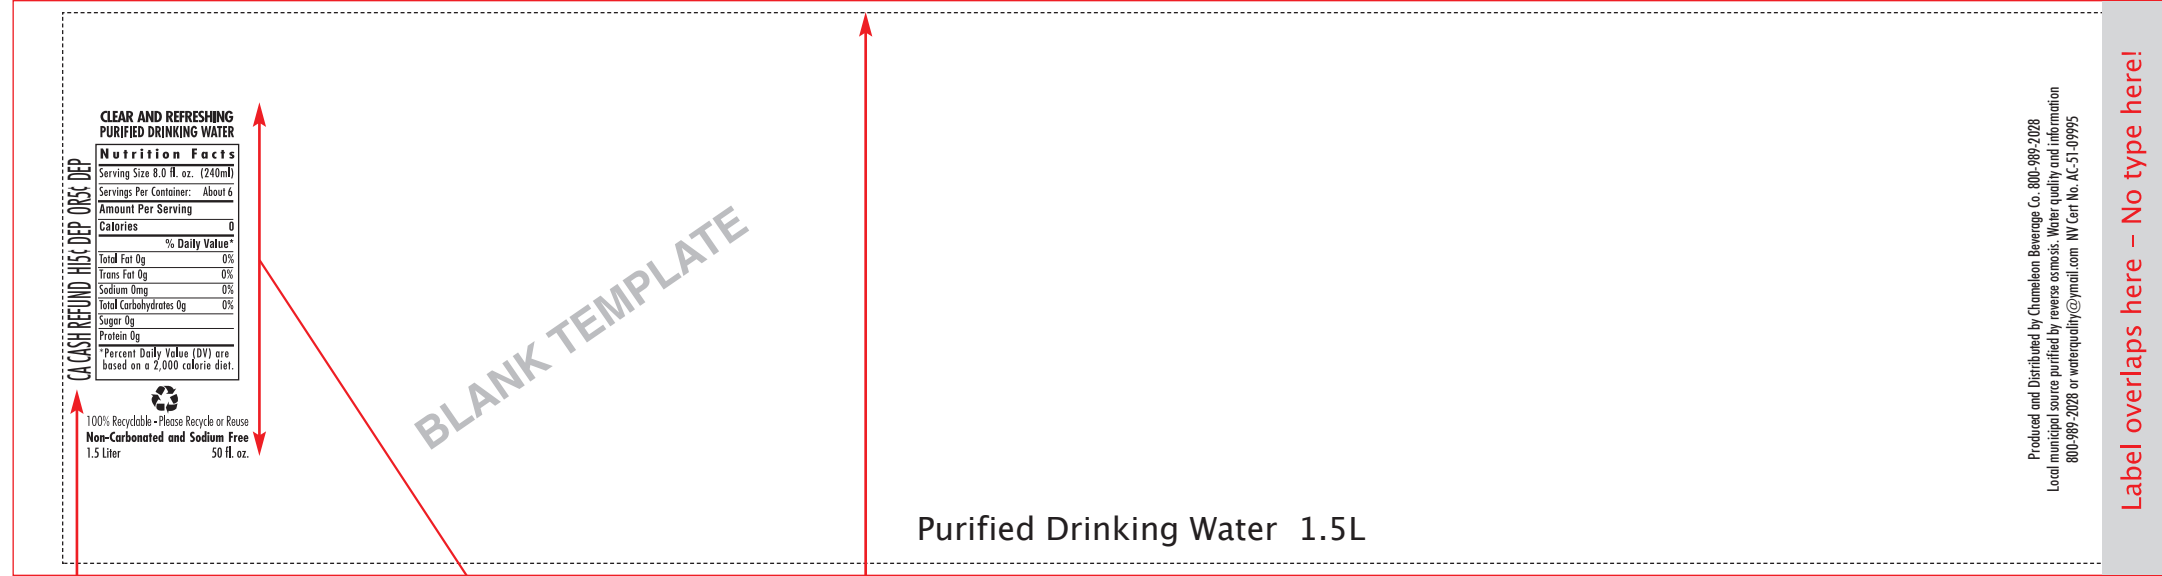 CLEAR AND REFRESHING
PURIFIED DRINKING WATER
Nutrition Facts
Serving Size 8.0 fl. oz. (240ml)
Servings Per Container: About 6
Amount Per Serving
Calories 0
% Daily Value*
Total Fat 0g 0%
Trans Fat 0g 0%
Sodium 0mg 0%
Total Carbohydrates 0g 0%
Sugar 0g
Protein 0g
*Percent Daily Value (DV) are
based on a 2,000 calorie diet.
CA CASH REFUND HI5¢ DEP OR5¢ DEP
100% Recyclable - Please Recycle or Reuse
Non-Carbonated and Sodium Free
1.5 Liter 50 fl. oz.
BLANK TEMPLATE
Purified Drinking Water 1.5L
Produced and Distributed by Chameleon Beverage Co. 800-989-2028
Local municipal source purified by reverse osmosis. Water quality and information
800-989-2028 or waterquality@ymail.com NV Cert No. AC-51-09995
Label overlaps here – No type here!